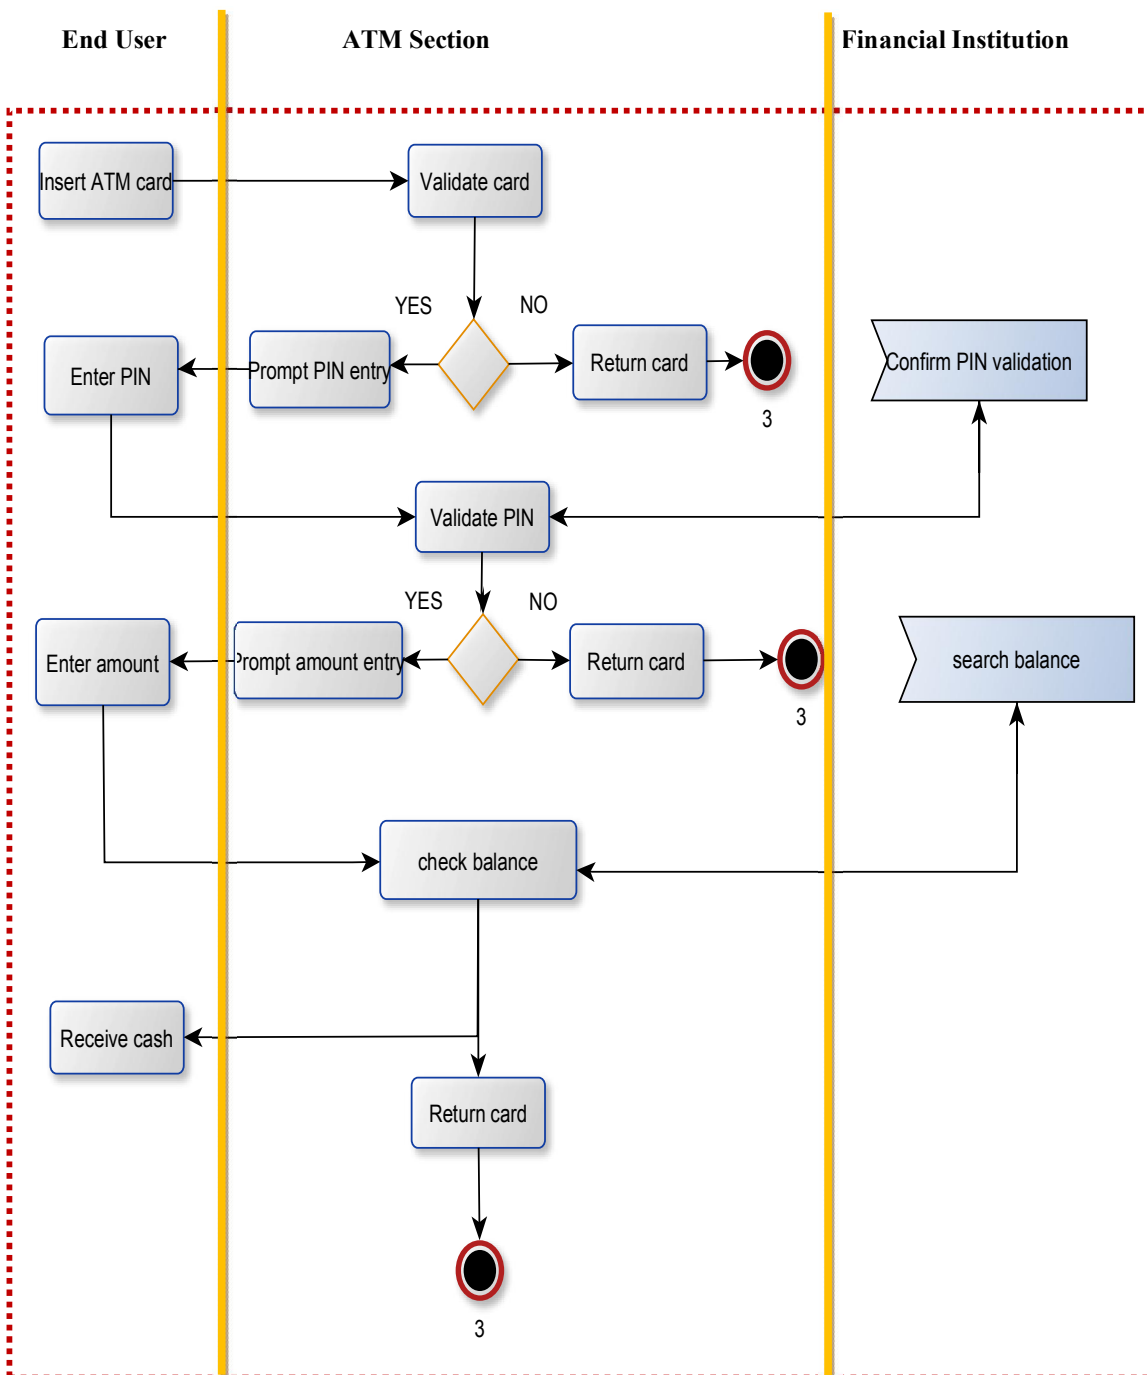 End User
ATM Section
Financial Institution
Insert ATM card
Validate card
YES
NO
Enter PIN
Prompt PIN entry
Return card
3
Confirm PIN validation
Validate PIN
YES
NO
Enter amount
Prompt amount entry
Return card
3
search balance
check balance
Receive cash
Return card
3